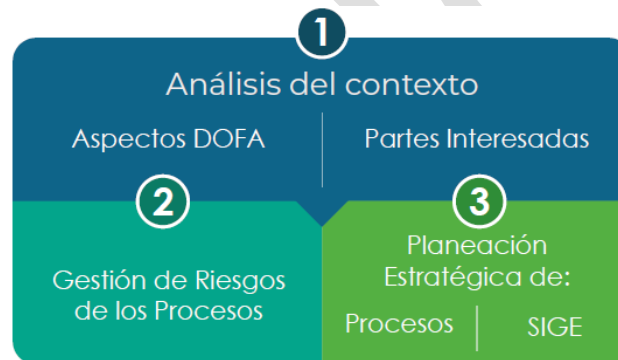 1
Análisis del contexto
Aspectos DOFA
Partes Interesadas
2
Gestión de Riesgos
de los Procesos
3
Planeación
Estratégica de:
Procesos
SIGE